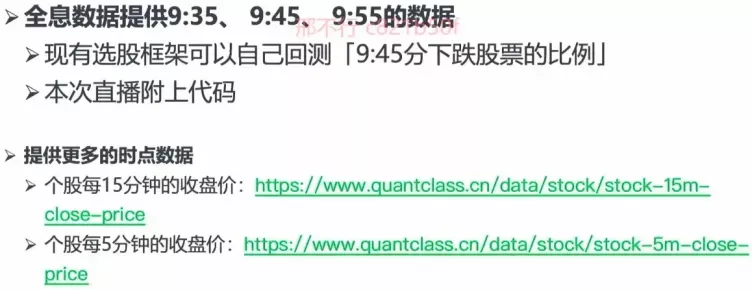 全息数据提供9:35、 9:45、 9:55的数据
现有选股框架可以自己回测「9:45分下跌股票的比例」
本次直播附上代码
提供更多的时点数据
个股每15分钟的收盘价：https://www.quantclass.cn/data/stock/stock-15m-
close-price
个股每5分钟的收盘价：https://www.quantclass.cn/data/stock/stock-5m-close-
price